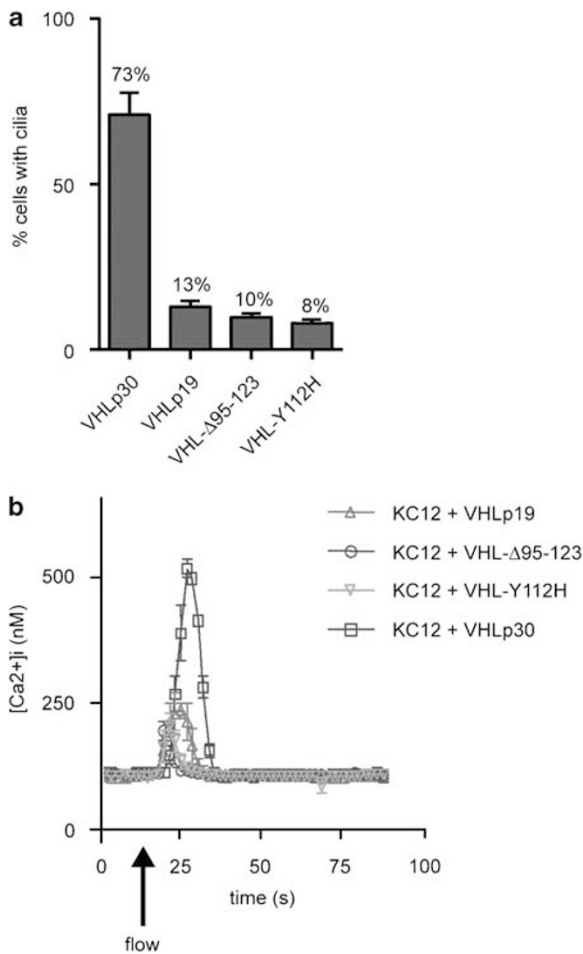 a
% cells with cilia
100
50
0
73%
13%
10%
8%
VHLp30
VHLp19
VHL-Δ95-123
VHL-Y112H
b
[Ca2+]i (nM)
500
250
0
KC12 + VHLp19
KC12 + VHL-Δ95-123
KC12 + VHL-Y112H
KC12 + VHLp30
0 25 50 75 100
time (s)
flow